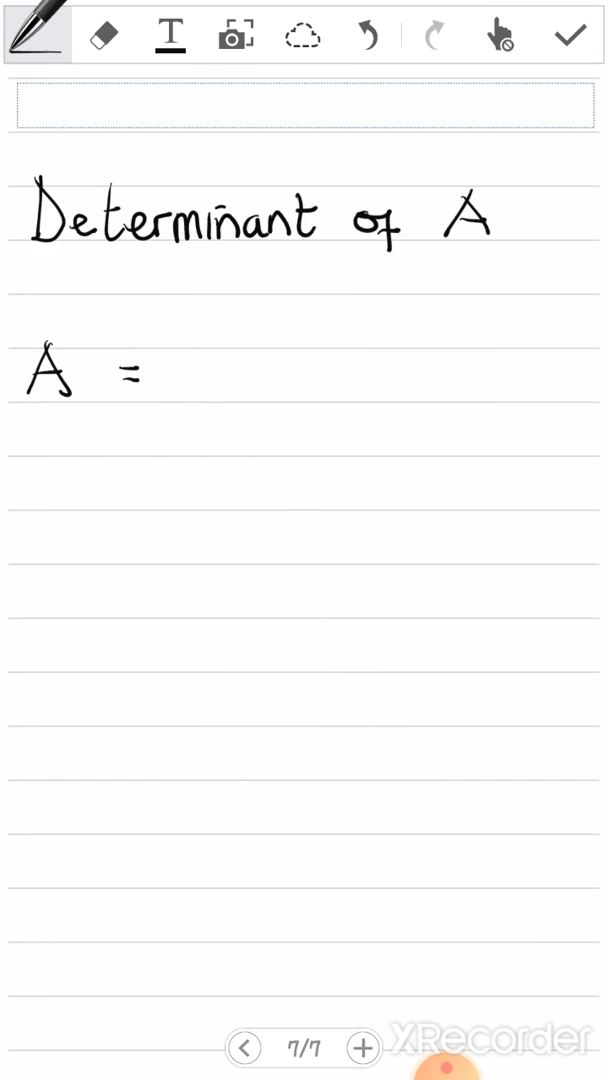 T
Determinant of A
A =
7/7
XRecorder